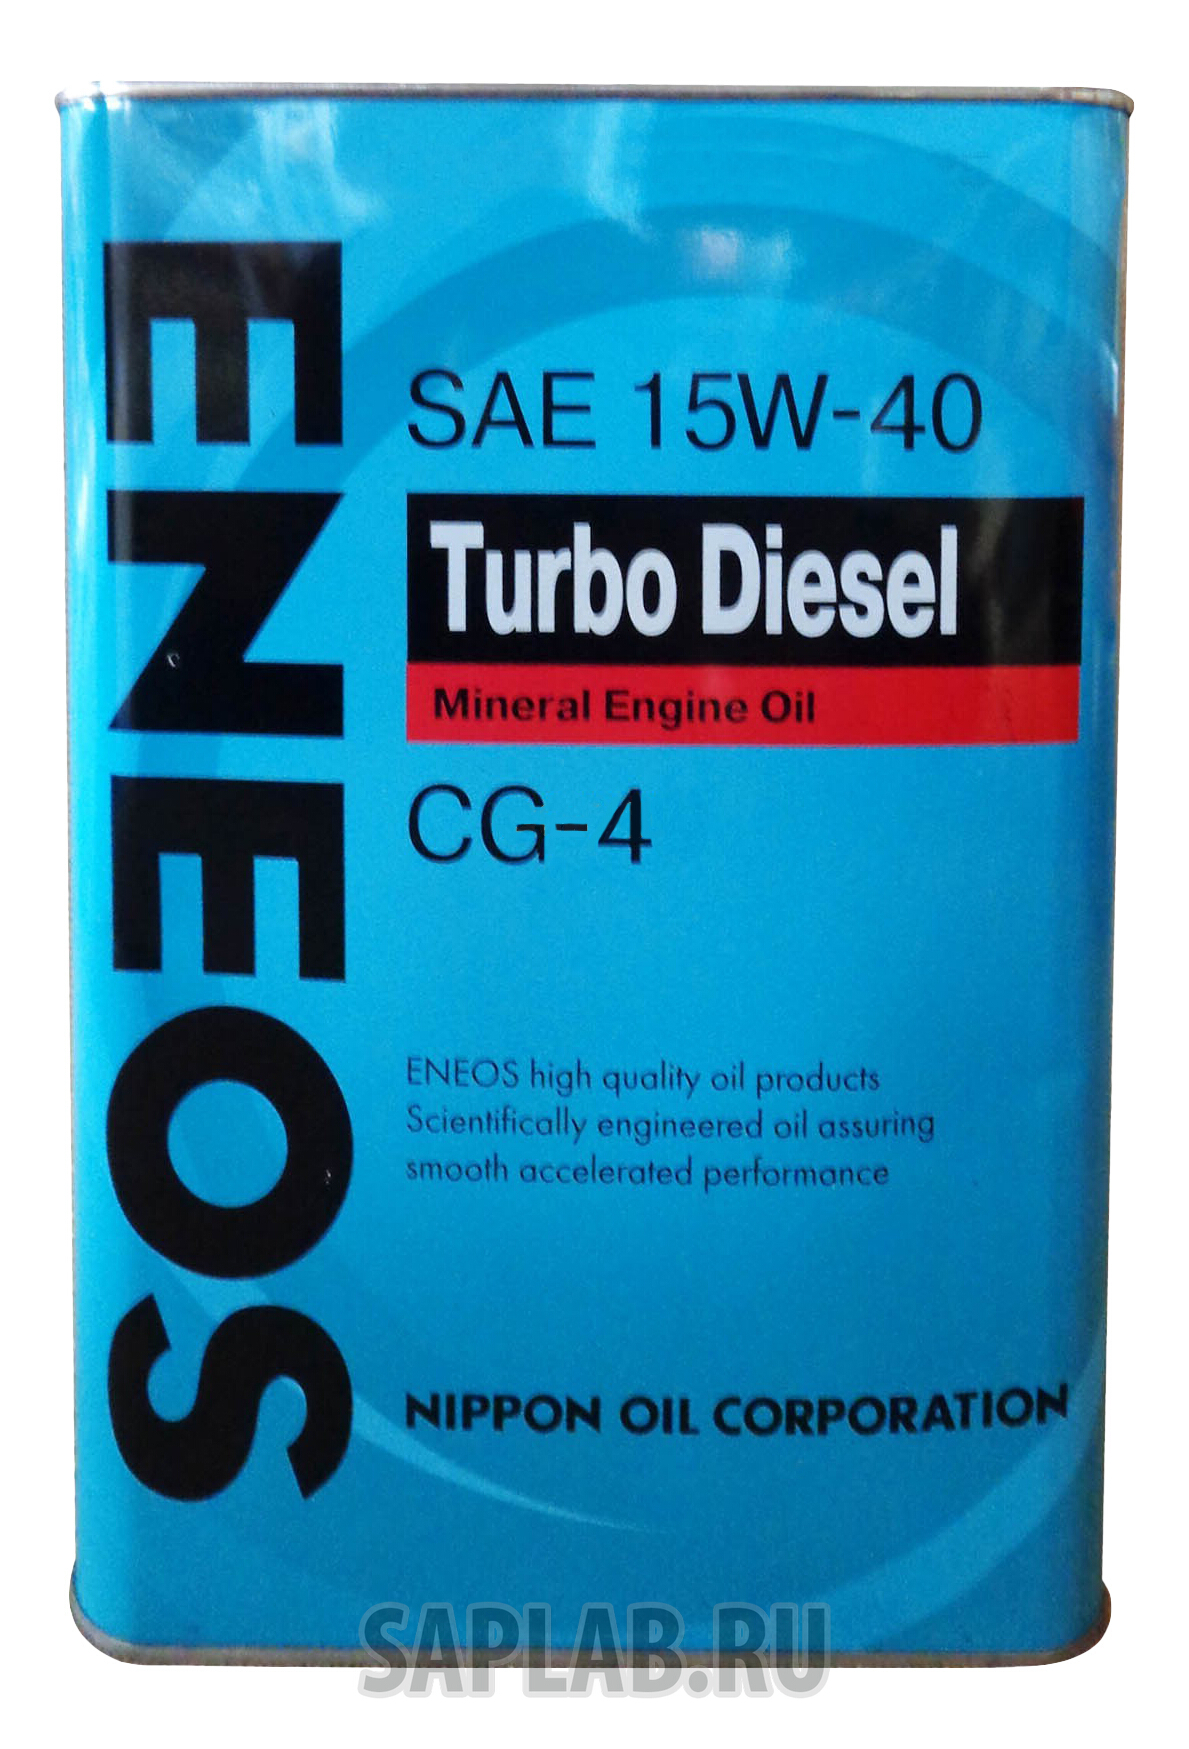 ENEOS
SAE 15W-40
Turbo Diesel
Mineral Engine Oil
CG-4
ENEOS high quality oil products
Scientifically engineered oil assuring
smooth accelerated performance
NIPPON OIL CORPORATION
SAPLAB.RU